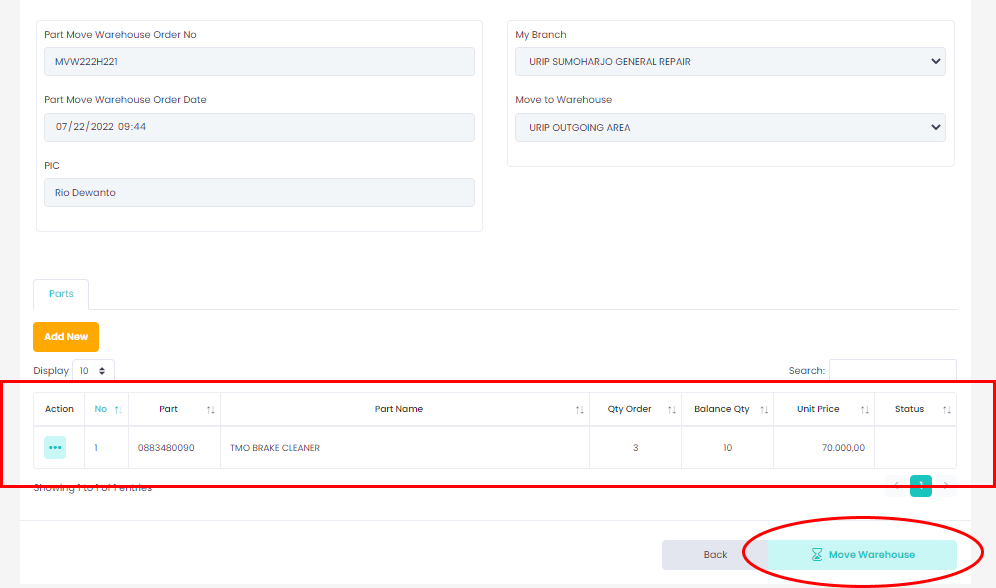 Part Move Warehouse Order No
MVW222H221
Part Move Warehouse Order Date
07/22/2022 09:44
PIC
Rio Dewanto
My Branch
URIP SUMOHARJO GENERAL REPAIR
Move to Warehouse
URIP OUTGOING AREA
Parts
Add New
Display 10
Search:
Action No Part Part Name Qty Order Balance Qty Unit Price Status
1 0883480090 TMO BRAKE CLEANER 3 10 70.000,00
Showing 1 to 1 of 1 entries
1
Back
Move Warehouse